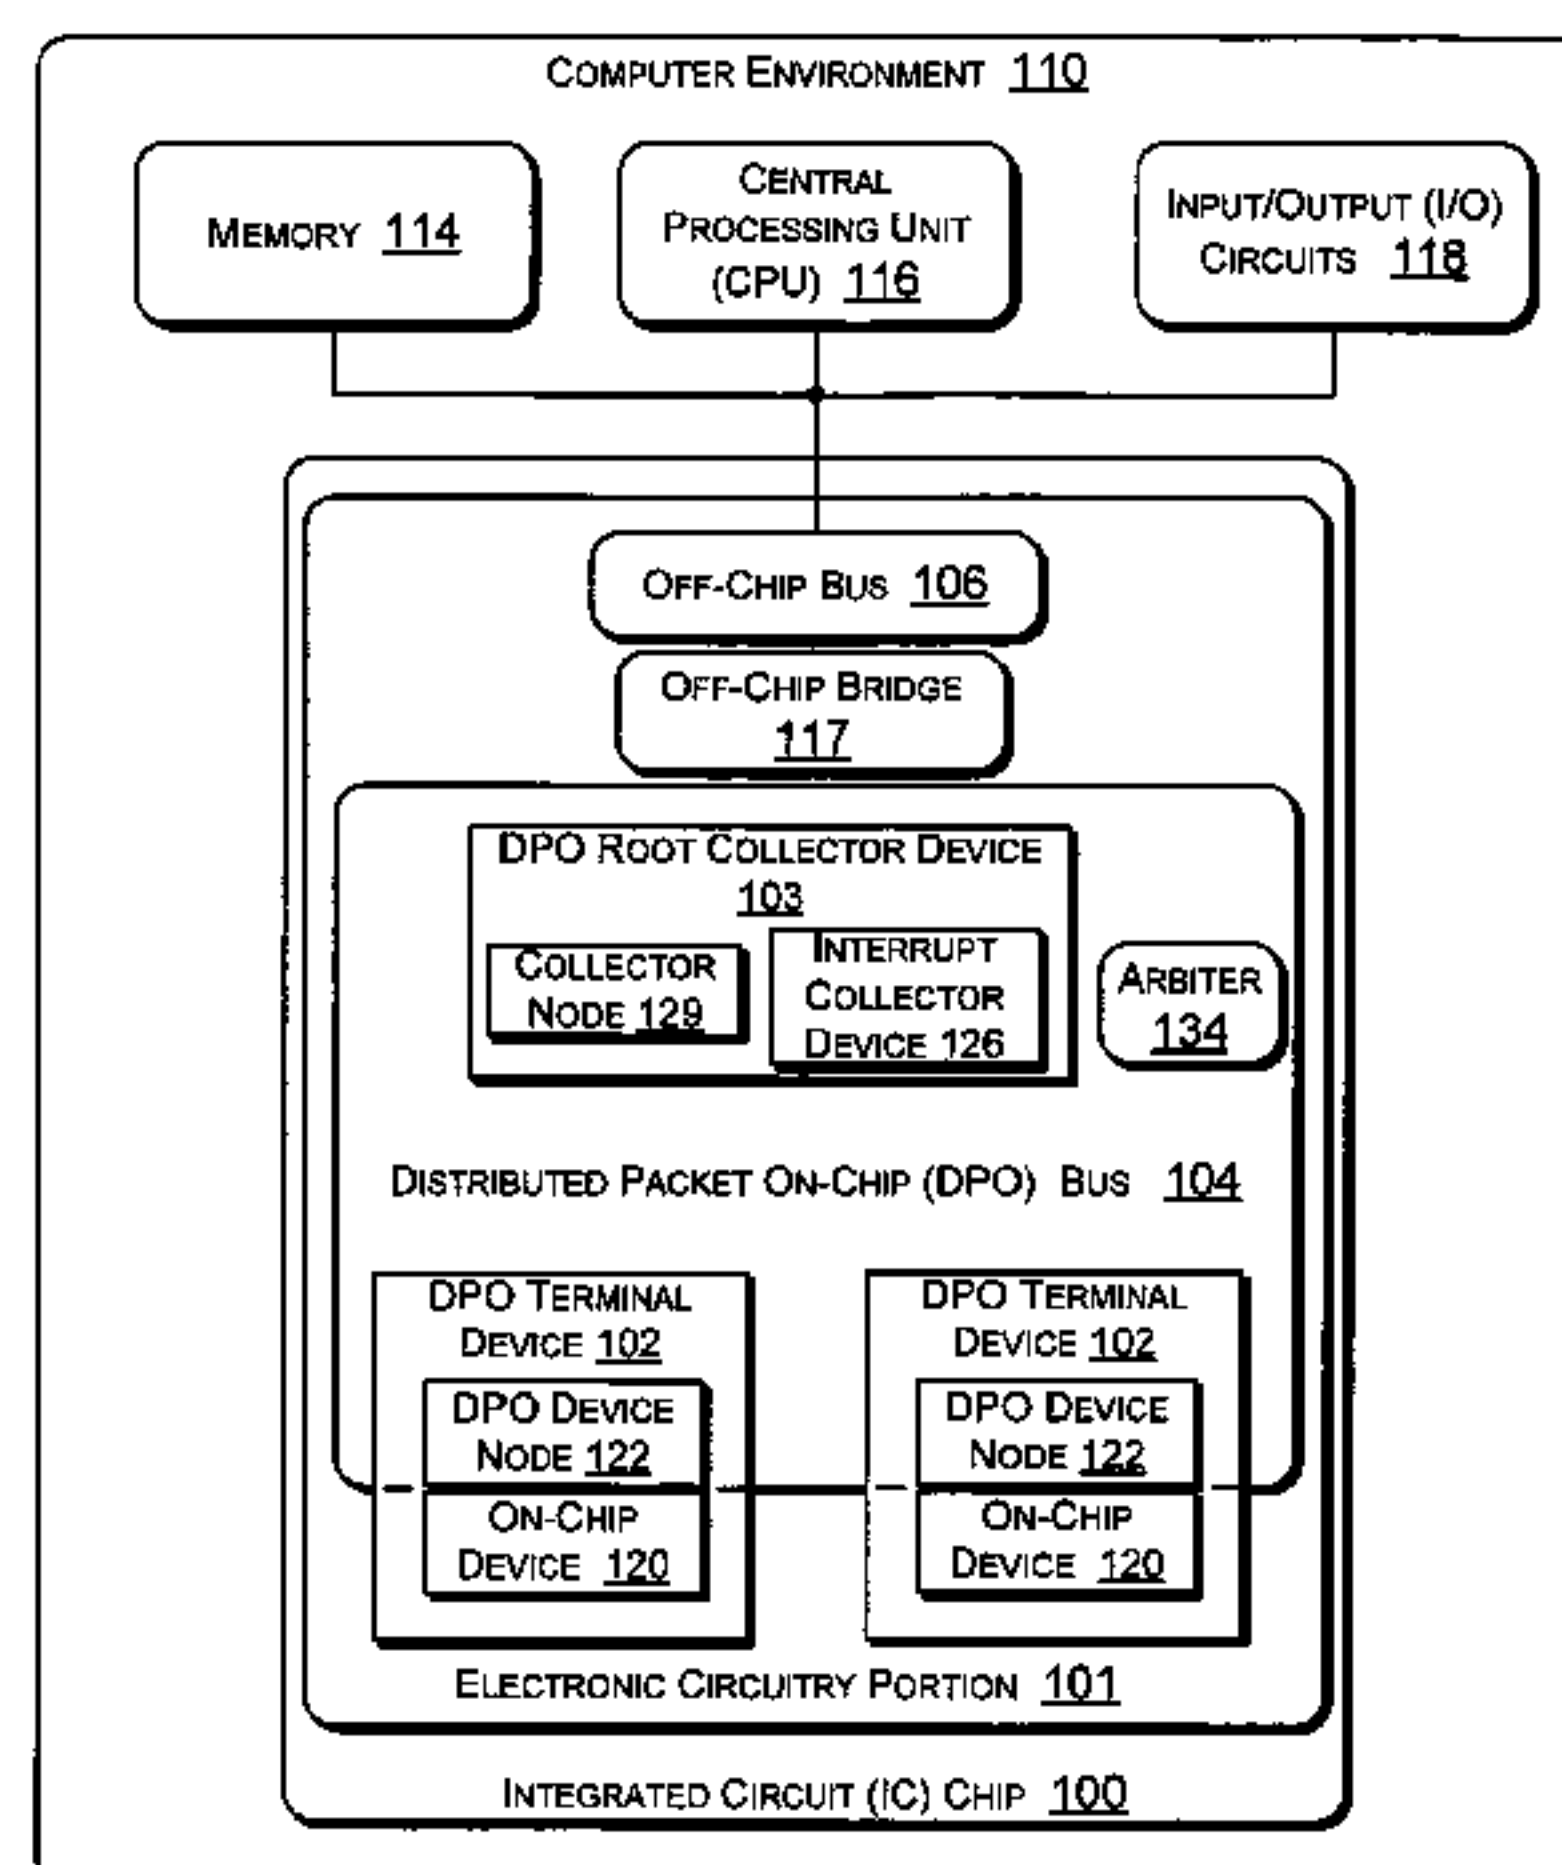 COMPUTER ENVIRONMENT 110
MEMORY 114
CENTRAL
PROCESSING UNIT
(CPU) 116
INPUT/OUTPUT (I/O)
CIRCUITS 118
OFF-CHIP BUS 106
OFF-CHIP BRIDGE
117
DPO ROOT COLLECTOR DEVICE
103
COLLECTOR
NODE 129
INTERRUPT
COLLECTOR
DEVICE 126
ARBITER
134
DISTRIBUTED PACKET ON-CHIP (DPO) BUS 104
DPO TERMINAL
DEVICE 102
DPO DEVICE
NODE 122
ON-CHIP
DEVICE 120
DPO TERMINAL
DEVICE 102
DPO DEVICE
NODE 122
ON-CHIP
DEVICE 120
ELECTRONIC CIRCUITRY PORTION 101
INTEGRATED CIRCUIT (IC) CHIP 100